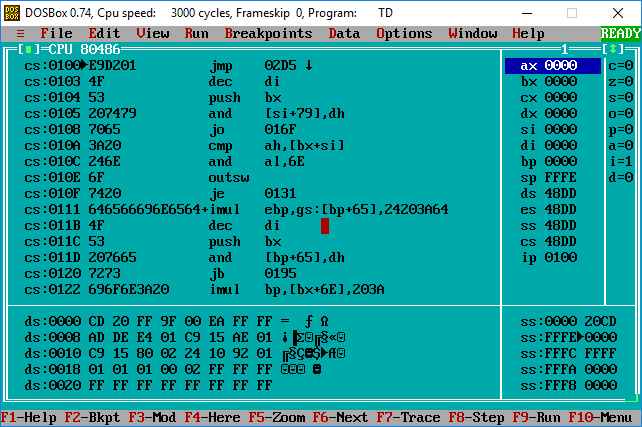 DOSBox 0.74, Cpu speed: 3000 cycles, Frameskip 0, Program: TD
≡ File Edit View Run Breakpoints Data Options Window Help READY
[■]=CPU 80486 1 [↕]
cs:0100►E9D201 jmp 02D5 ↓ ax 0000 c=0
cs:0103 4F dec di bx 0000 z=0
cs:0104 53 push bx cx 0000 s=0
cs:0105 207479 and [si+79],dh dx 0000 o=0
cs:0108 7065 jo 016F si 0000 p=0
cs:010A 3A20 cmp ah,[bx+si] di 0000 a=0
cs:010C 246E and al,6E bp 0000 i=1
cs:010E 6F outsw sp FFFE d=0
cs:010F 7420 je 0131 ds 48DD
cs:0111 646566696E6564+imul ebp,gs:[bp+65],24203A64 es 48DD
cs:011B 4F dec di ss 48DD
cs:011C 53 push bx cs 48DD
cs:011D 207665 and [bp+65],dh ip 0100
cs:0120 7273 jb 0195
cs:0122 696F6E3A20 imul bp,[bx+6E],203A
ds:0000 CD 20 FF 9F 00 EA FF FF = ƒ Ω ss:0000 20CD
ds:0008 AD DE E4 01 C9 15 AE 01 ¡▐Σ☺╔§«☺ ss:FFFE►0000
ds:0010 C9 15 80 02 24 10 92 01 ╔§Ç☻$►Æ☺ ss:FFFC FFFF
ds:0018 01 01 01 00 02 FF FF FF ☺☺☺ ☻ ss:FFFA 0000
ds:0020 FF FF FF FF FF FF FF FF ss:FFF8 0000
F1-Help F2-Bkpt F3-Mod F4-Here F5-Zoom F6-Next F7-Trace F8-Step F9-Run F10-Menu